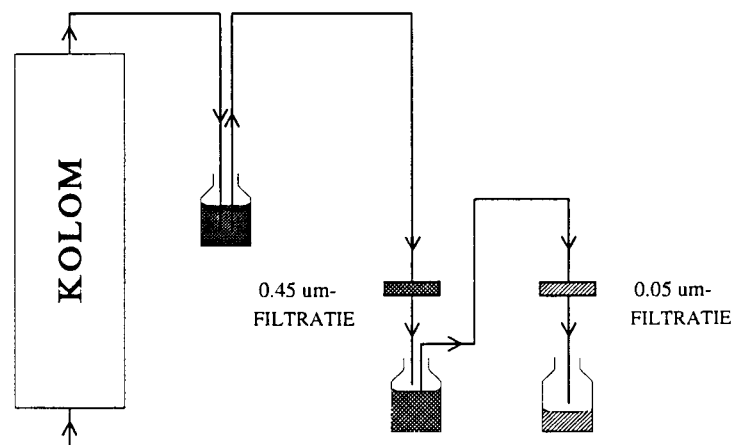 KOLOM
0.45 um-
FILTRATIE
0.05 um-
FILTRATIE